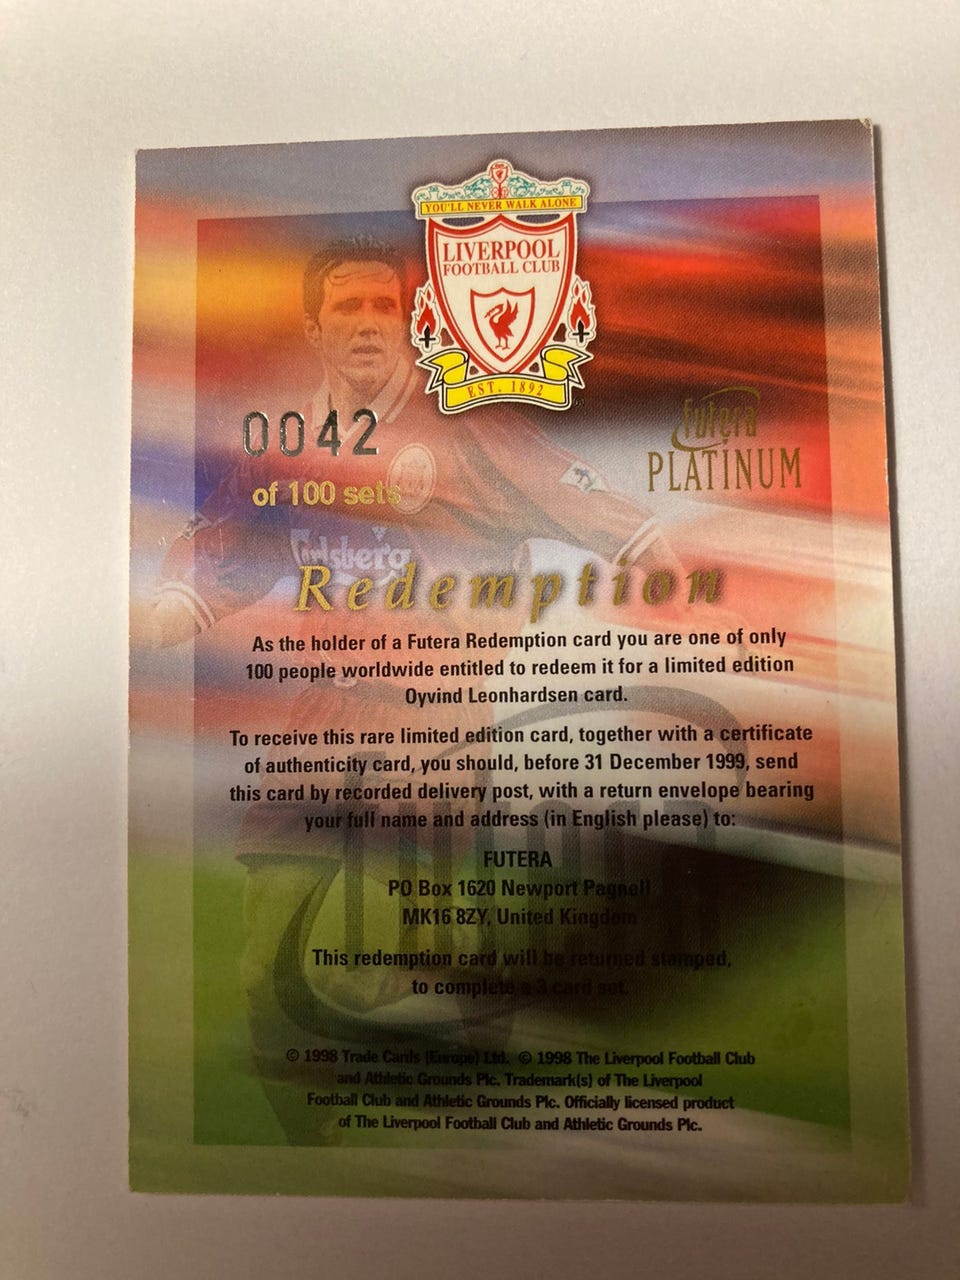 YOU'LL NEVER WALK ALONE
LIVERPOOL
FOOTBALL CLUB
EST. 1892
0042
of 100 sets
Futera
PLATINUM
Carlsberg
Redemption
As the holder of a Futera Redemption card you are one of only
100 people worldwide entitled to redeem it for a limited edition
Oyvind Leonhardsen card.
To receive this rare limited edition card, together with a certificate
of authenticity card, you should, before 31 December 1999, send
this card by recorded delivery post, with a return envelope bearing
your full name and address (in English please) to:
FUTERA
PO Box 1620 Newport Pagnell
MK16 8ZY, United Kingdom
This redemption card will be returned stamped,
to complete a 3 card set.
futera
© 1998 Trade Cards (Europe) Ltd. © 1998 The Liverpool Football Club
and Athletic Grounds Plc. Trademark(s) of The Liverpool
Football Club and Athletic Grounds Plc. Officially licensed product
of The Liverpool Football Club and Athletic Grounds Plc.